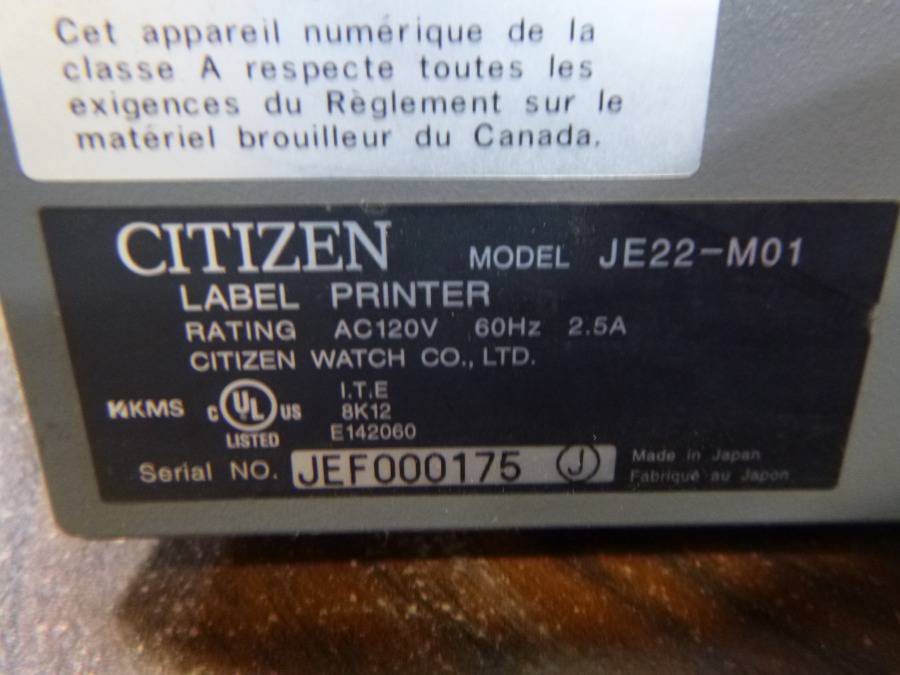 Cet appareil numérique de la
classe A respecte toutes les
exigences du Règlement sur le
matériel brouilleur du Canada.
CITIZEN MODEL JE22-M01
LABEL PRINTER
RATING AC120V 60Hz 2.5A
CITIZEN WATCH CO., LTD.
KMS C UL US LISTED
I.T.E
8K12
E142060
Serial NO. JEF000175 J
Made in Japan
Fabriqué au Japon